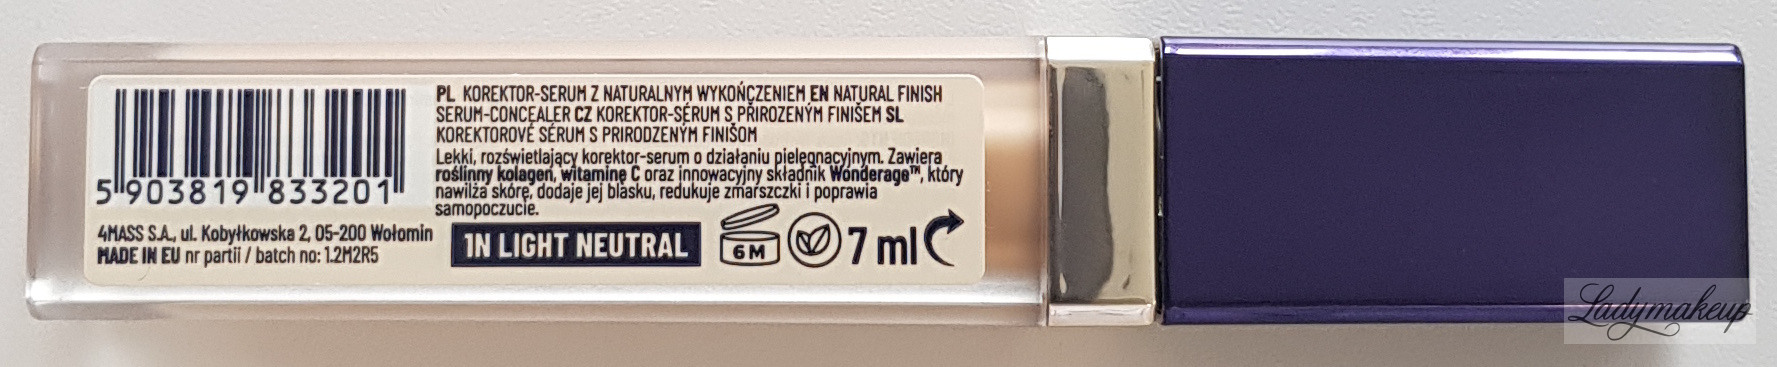 PL KOREKTOR-SERUM Z NATURALNYM WYKOŃCZENIEM EN NATURAL FINISH
SERUM-CONCEALER CZ KOREKTOR-SÉRUM S PŘIROZENÝM FINIŠEM SL
KOREKTOROVÉ SÉRUM S PRIRODZENÝM FINIŠOM
Lekki, rozświetlający korektor-serum o działaniu pielęgnacyjnym. Zawiera
roślinny kolagen, witaminę C oraz innowacyjny składnik Wonderage™, który
nawilża skórę, dodaje jej blasku, redukuje zmarszczki i poprawia
samopoczucie.
5 903819 833201
4MASS S.A., ul. Kobyłkowska 2, 05-200 Wołomin
MADE IN EU nr partii / batch no: 1.2M2R5
1N LIGHT NEUTRAL
6M
7 ml
Ladymakeup